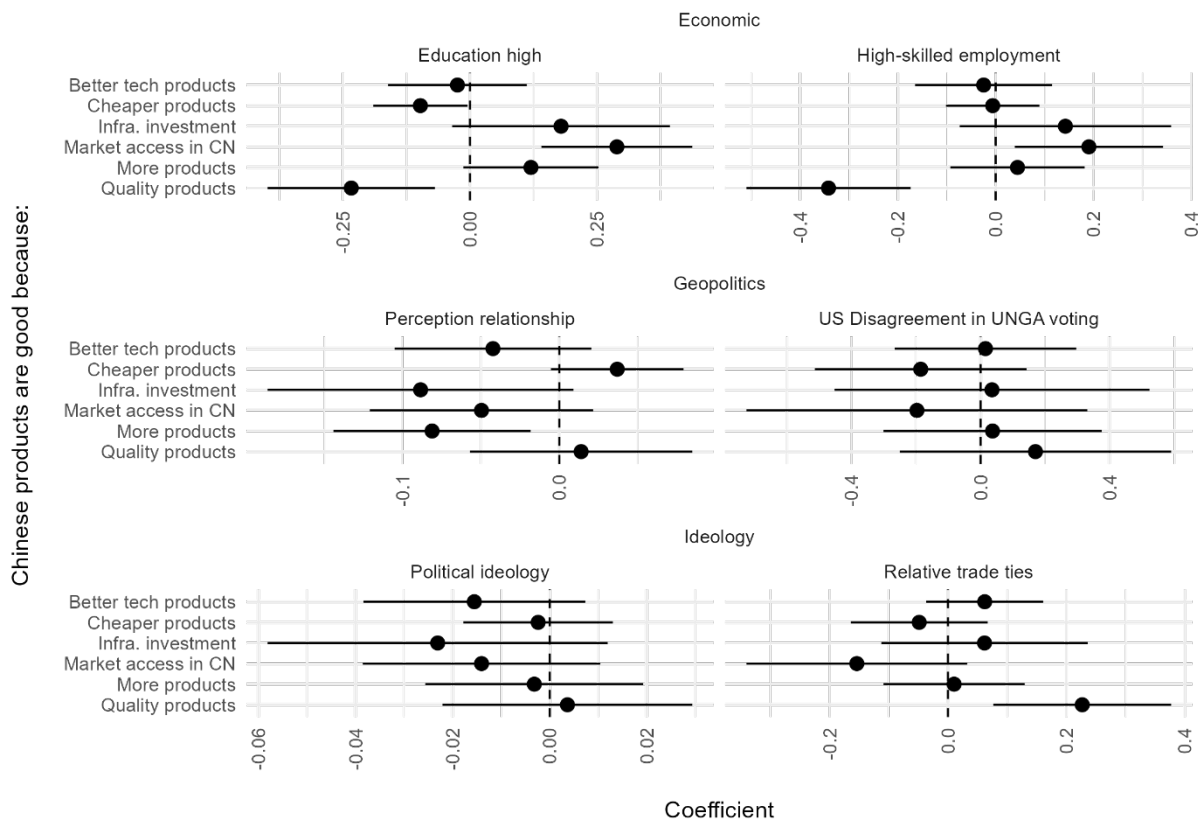 Economic
Education high
High-skilled employment
Better tech products
Cheaper products
Infra. investment
Market access in CN
More products
Quality products
-0.25
0.00
0.25
-0.4
-0.2
0.0
0.2
0.4
Geopolitics
Perception relationship
US Disagreement in UNGA voting
Better tech products
Cheaper products
Infra. investment
Market access in CN
More products
Quality products
-0.1
0.0
-0.4
0.0
0.4
Ideology
Political ideology
Relative trade ties
Better tech products
Cheaper products
Infra. investment
Market access in CN
More products
Quality products
-0.06
-0.04
-0.02
0.00
0.02
-0.2
0.0
0.2
0.4
Chinese products are good because:
Coefficient